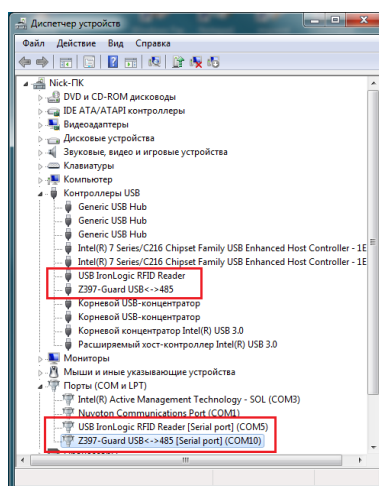 Диспетчер устройств
Файл Действие Вид Справка
Nick-ПК
DVD и CD-ROM дисководы
IDE ATA/ATAPI контроллеры
Видеоадаптеры
Дисковые устройства
Звуковые, видео и игровые устройства
Клавиатуры
Компьютер
Контроллеры USB
Generic USB Hub
Generic USB Hub
Generic USB Hub
Intel(R) 7 Series/C216 Chipset Family USB Enhanced Host Controller - 1E
Intel(R) 7 Series/C216 Chipset Family USB Enhanced Host Controller - 1E
USB IronLogic RFID Reader
Z397-Guard USB<->485
Корневой USB-концентратор
Корневой USB-концентратор
Корневой концентратор Intel(R) USB 3.0
Расширяемый хост-контроллер Intel(R) USB 3.0
Мониторы
Мыши и иные указывающие устройства
Порты (COM и LPT)
Intel(R) Active Management Technology - SOL (COM3)
Nuvoton Communications Port (COM1)
USB IronLogic RFID Reader [Serial port] (COM5)
Z397-Guard USB<->485 [Serial port] (COM10)